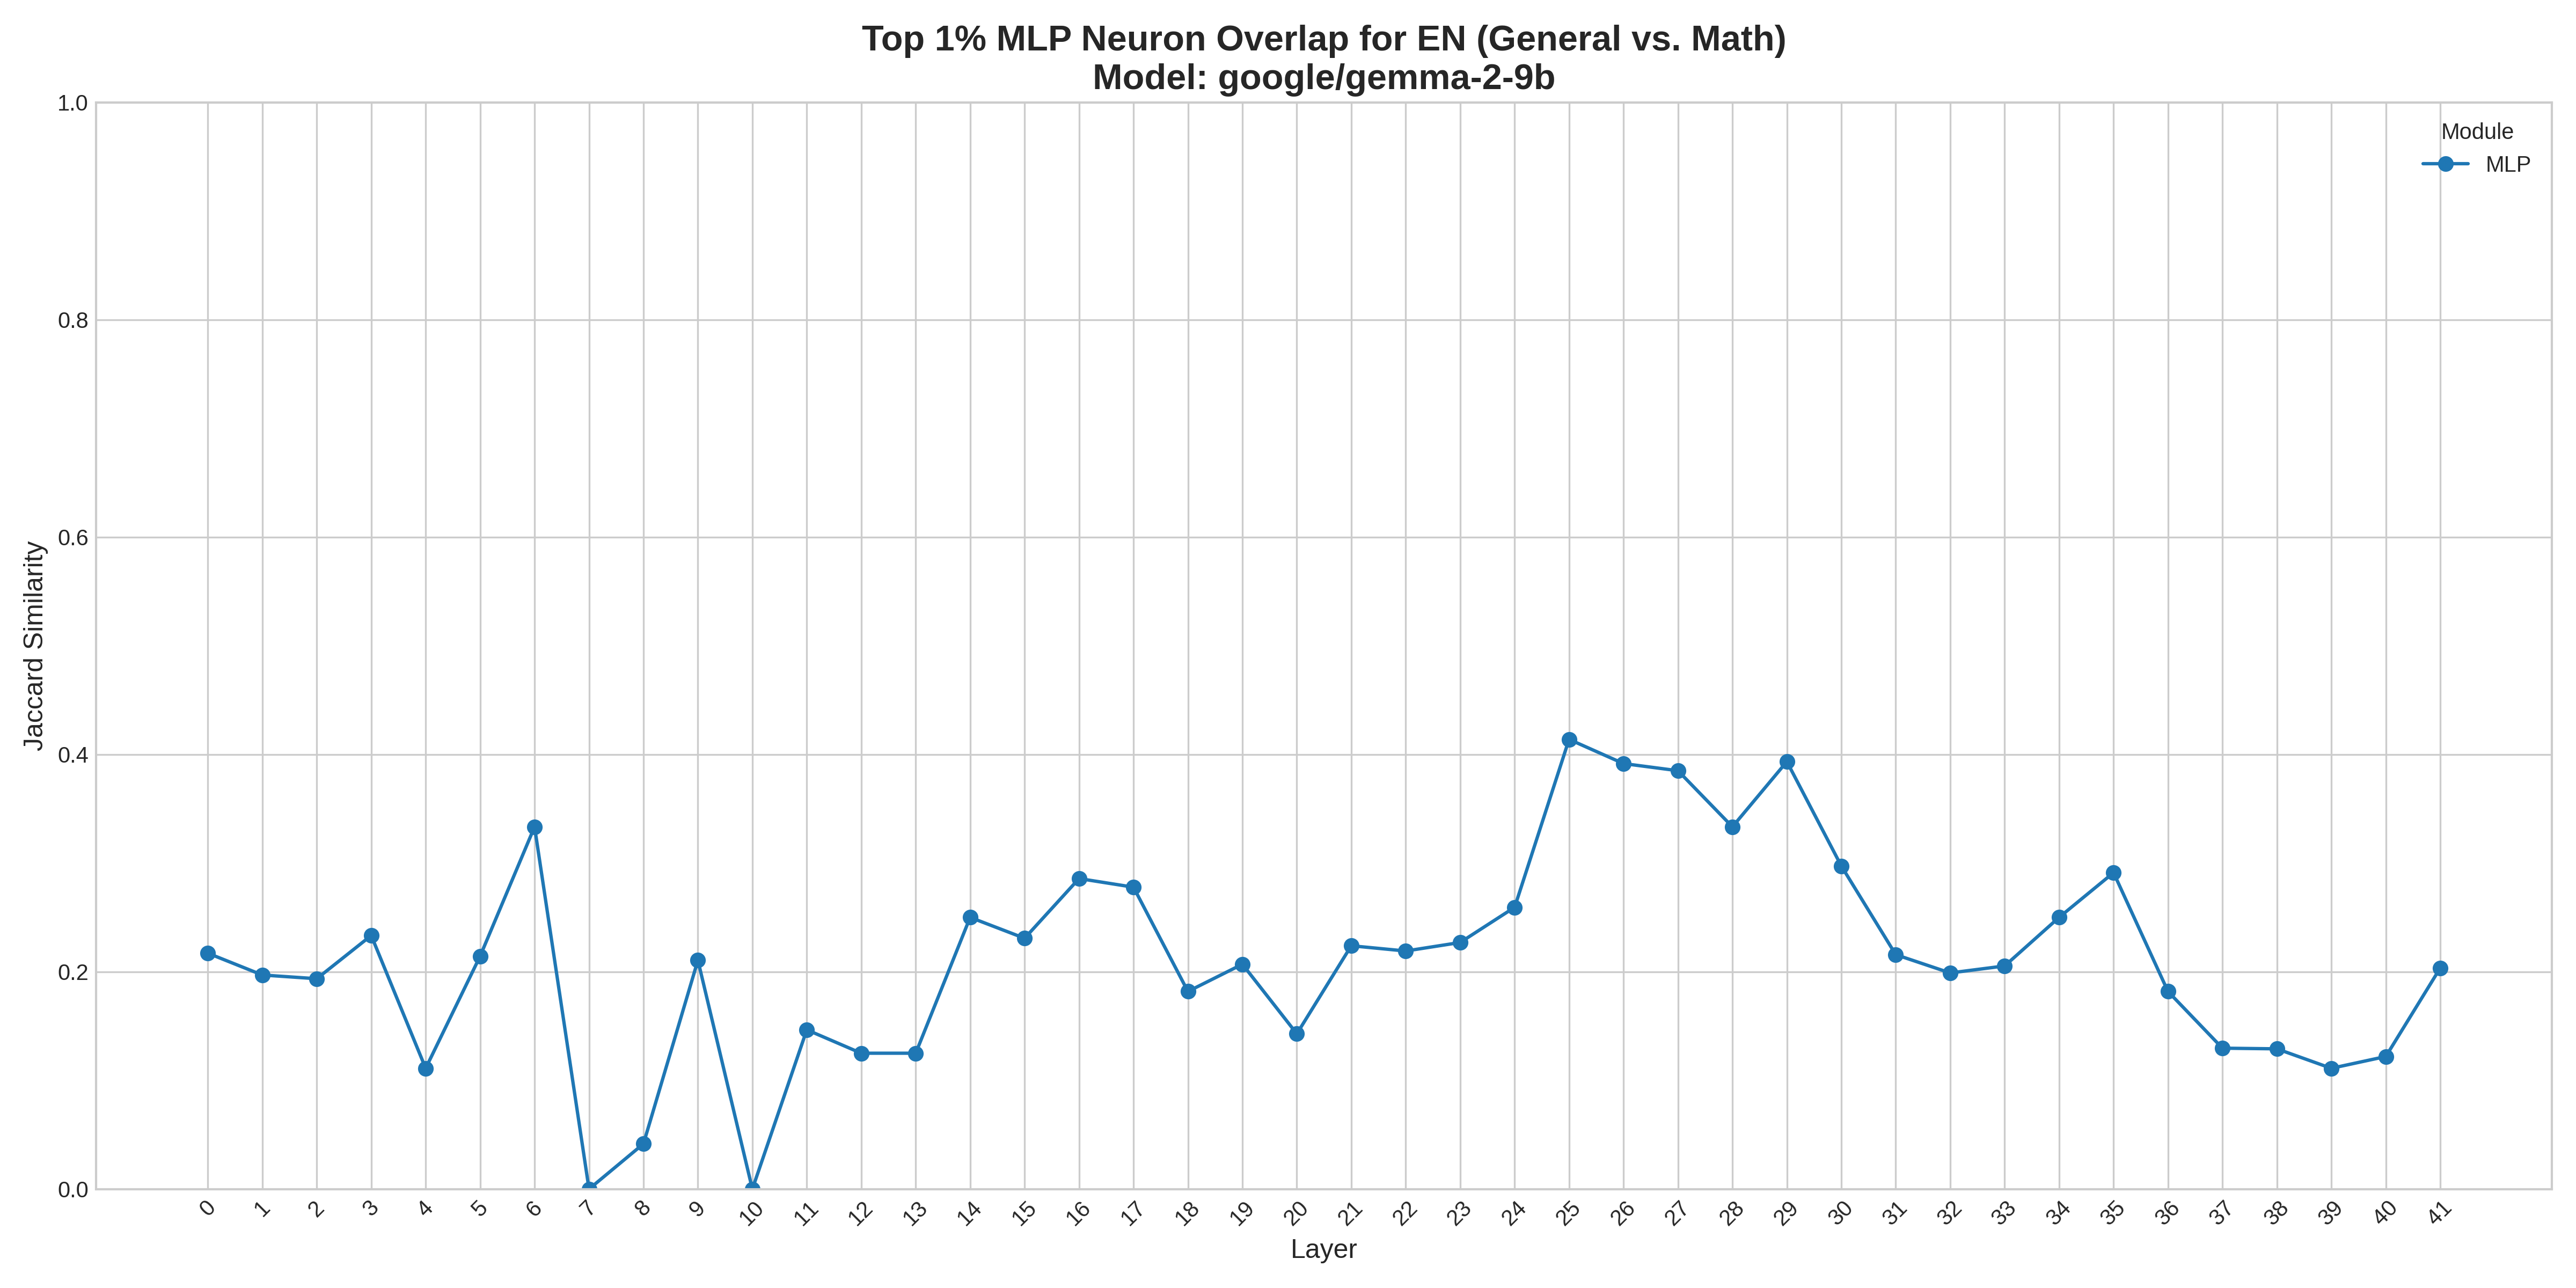 Top 1% MLP Neuron Overlap for EN (General vs. Math)
Model: google/gemma-2-9b
Module
MLP
Jaccard Similarity
1.0
0.8
0.6
0.4
0.2
0.0
0 1 2 3 4 5 6 7 8 9 10 11 12 13 14 15 16 17 18 19 20 21 22 23 24 25 26 27 28 29 30 31 32 33 34 35 36 37 38 39 40 41
Layer